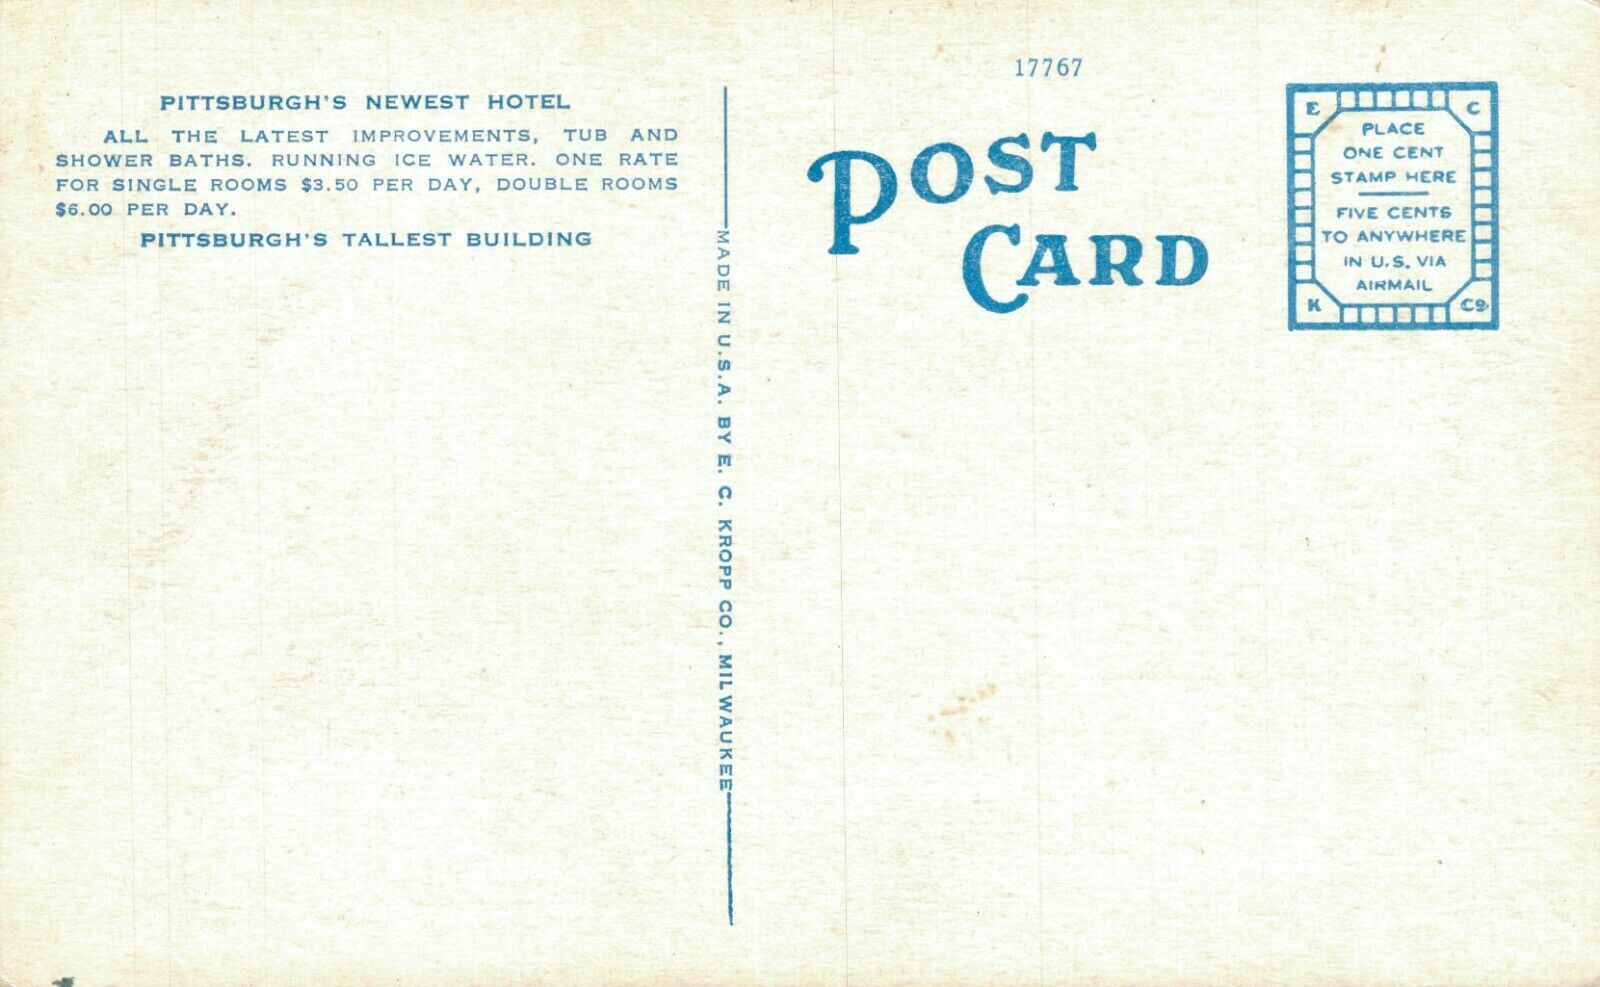 PITTSBURGH'S NEWEST HOTEL
ALL THE LATEST IMPROVEMENTS, TUB AND
SHOWER BATHS. RUNNING ICE WATER. ONE RATE
FOR SINGLE ROOMS $3.50 PER DAY, DOUBLE ROOMS
$6.00 PER DAY.
PITTSBURGH'S TALLEST BUILDING
MADE IN U.S.A. BY E. C. KROPP CO., MILWAUKEE
17767
POST
CARD
E C
PLACE
ONE CENT
STAMP HERE
FIVE CENTS
TO ANYWHERE
IN U.S. VIA
AIRMAIL
K Co